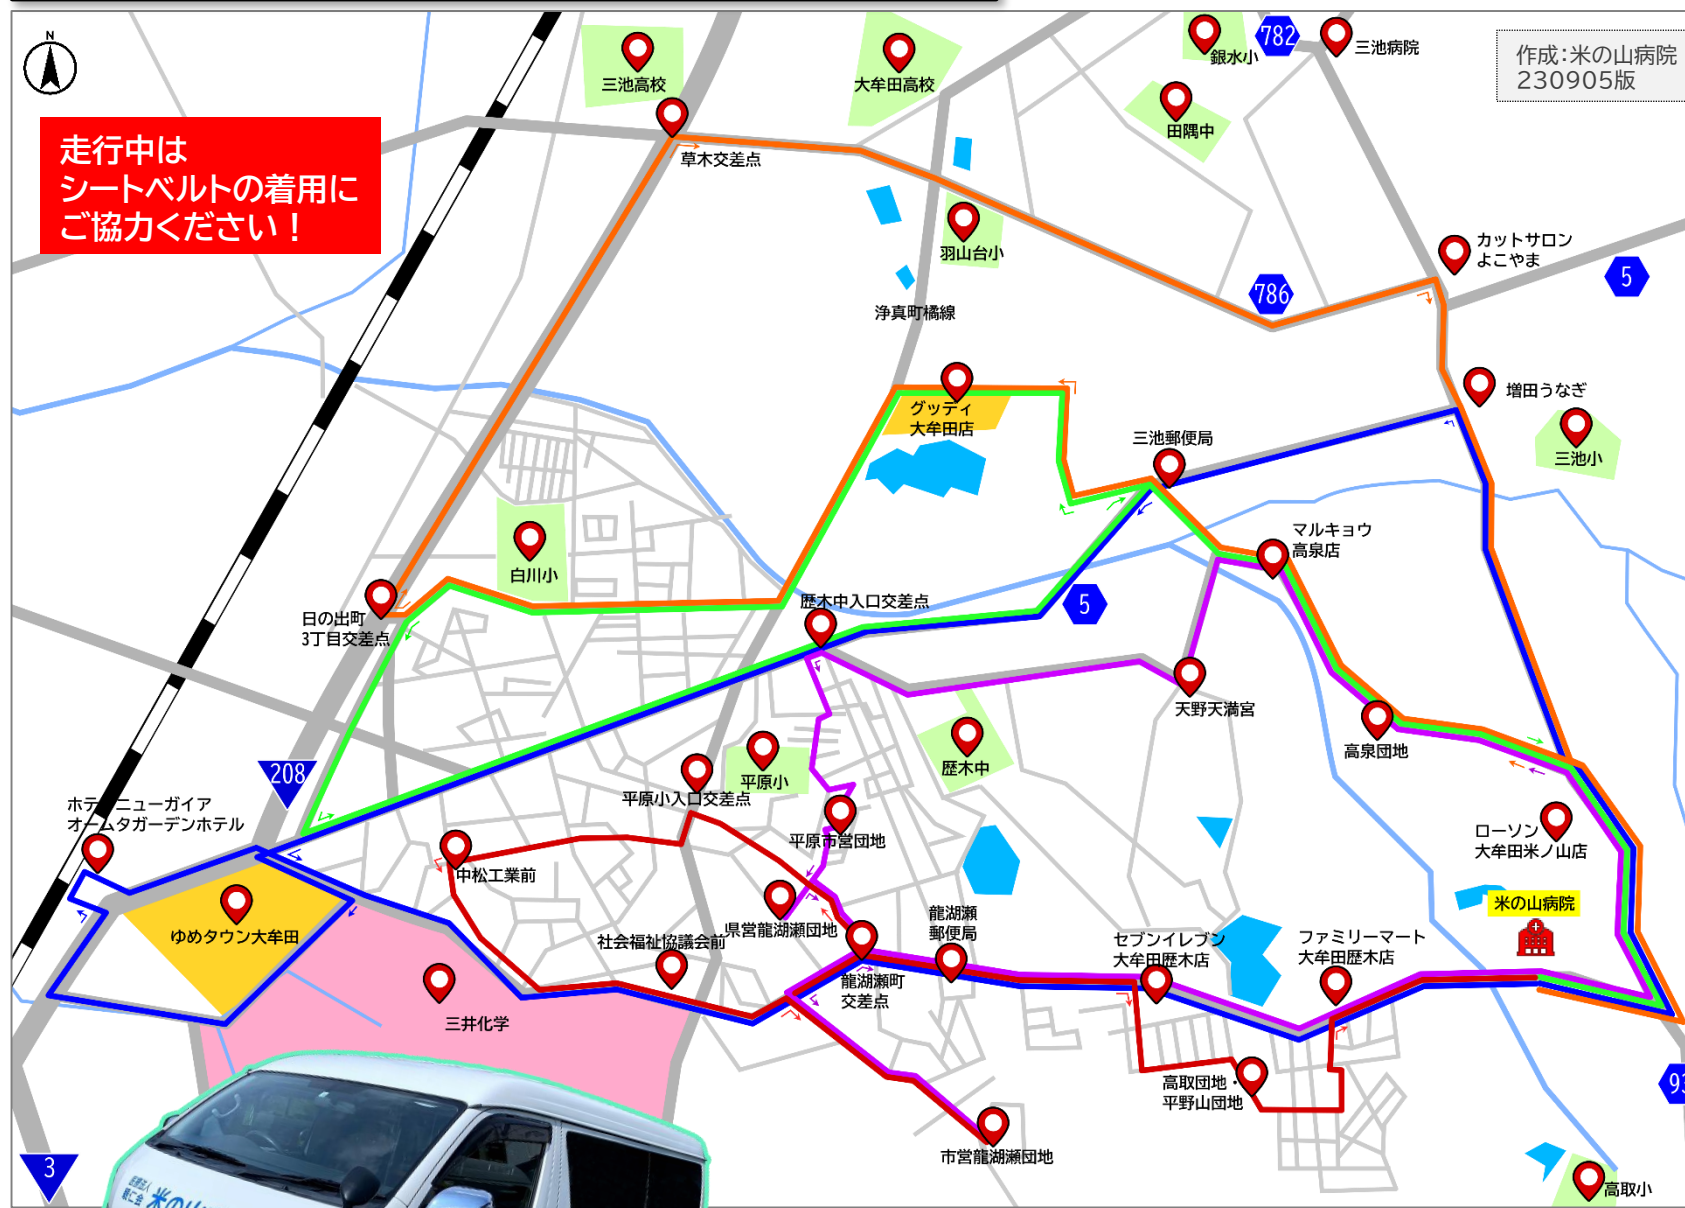 N
走行中は
シートベルトの着用に
ご協力ください！
作成:米の山病院
230905版
三池高校
大牟田高校
銀水小
782
三池病院
田隅中
草木交差点
羽山台小
カットサロン
よこやま
5
786
浄真町橘線
増田うなぎ
グッディ
大牟田店
三池郵便局
三池小
マルキョウ
高泉店
白川小
日の出町
3丁目交差点
歴木中入口交差点
5
天野天満宮
高泉団地
208
平原小
歴木中
平原小入口交差点
ホテルニューガイア
オームタガーデンホテル
平原市営団地
ローソン
大牟田米ノ山店
中松工業前
米の山病院
ゆめタウン大牟田
県営龍湖瀬団地
龍湖瀬
郵便局
社会福祉協議会前
セブンイレブン
大牟田歴木店
ファミリーマート
大牟田歴木店
龍湖瀬町
交差点
三井化学
高取団地・
平野山団地
93
市営龍湖瀬団地
3
高取小
医療法人
親仁会
米の山